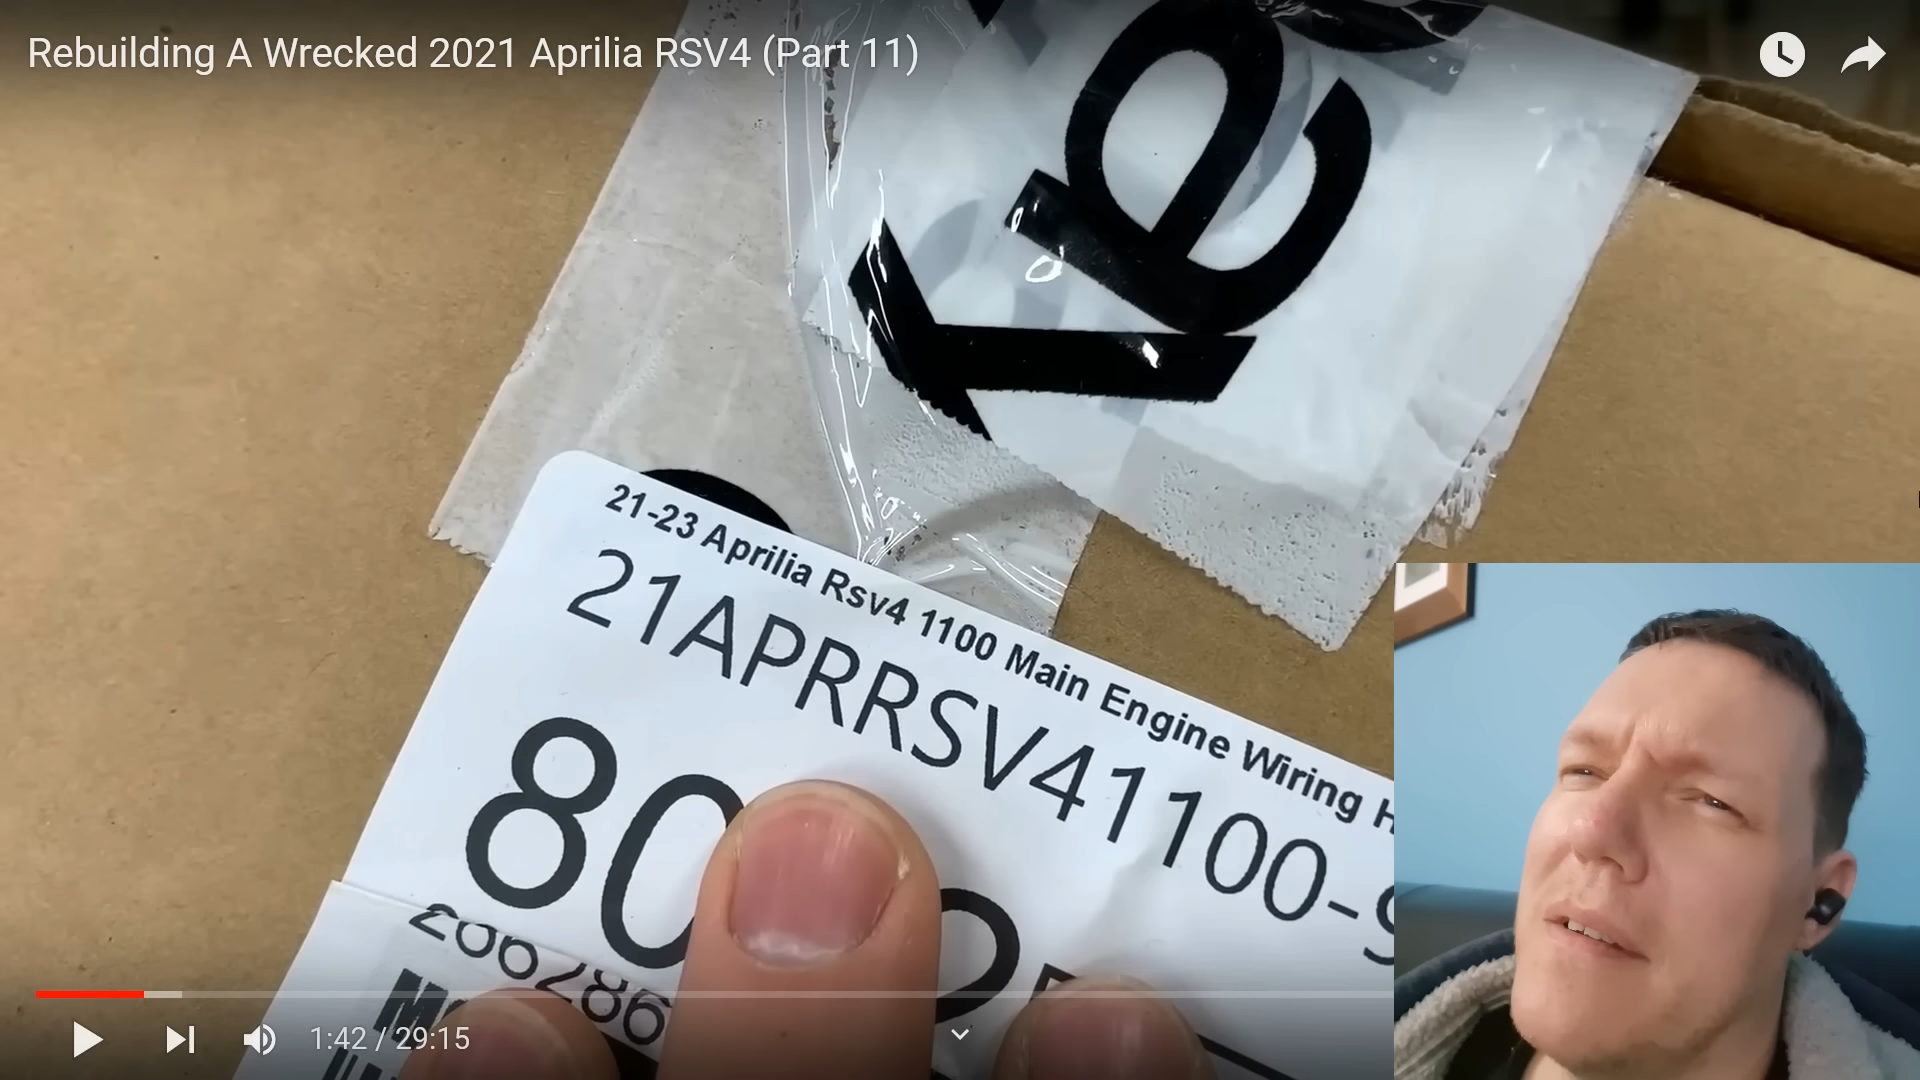 Rebuilding A Wrecked 2021 Aprilia RSV4 (Part 11)
21-23 Aprilia Rsv4 1100 Main Engine Wiring H
21APRRSV41100-9
80
1:42 / 29:15